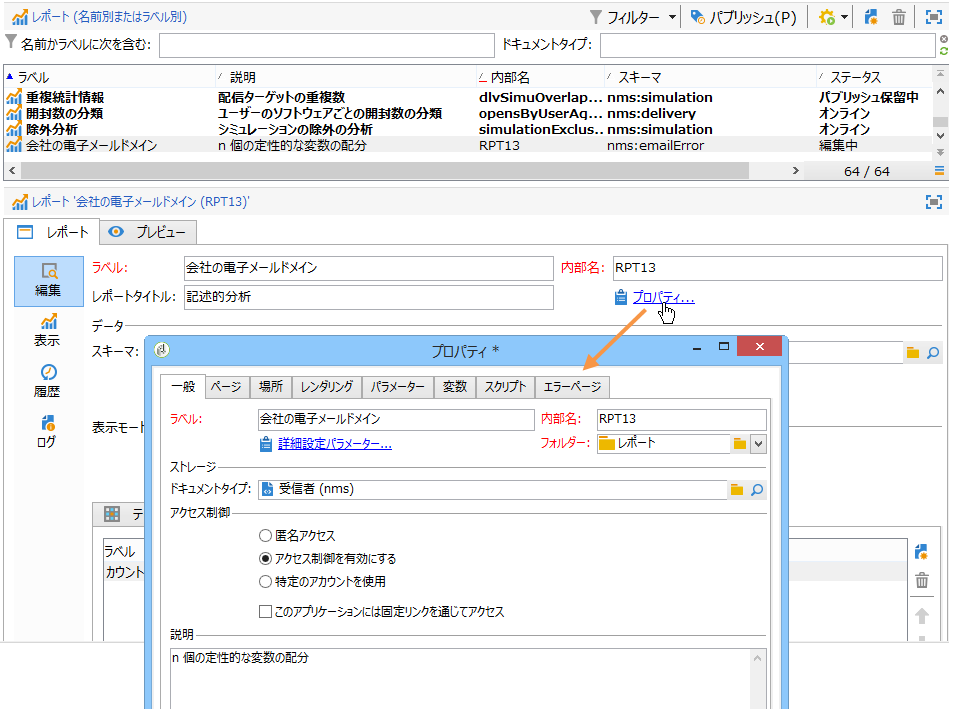 レポート (名前別またはラベル別)
フィルター
パブリッシュ(P)
名前かラベルに次を含む:
ドキュメントタイプ:
ラベル 説明 内部名 スキーマ ステータス
重複統計情報 配信ターゲットの重複数 dlvSimuOverlap... nms:simulation パブリッシュ保留中
開封数の分類 ユーザーのソフトウェアごとの開封数の分類 opensByUserAg... nms:delivery オンライン
除外分析 シミュレーションの除外の分析 simulationExclus... nms:simulation オンライン
会社の電子メールドメイン n 個の定性的な変数の配分 RPT13 nms:emailError 編集中
64 / 64
レポート '会社の電子メールドメイン (RPT13)'
レポート プレビュー
編集
表示
履歴
ログ
ラベル: 会社の電子メールドメイン 内部名: RPT13
レポートタイトル: 記述的分析 プロパティ...
データ
スキーマ:
表示モード
テ
ラベル
カウント
プロパティ *
一般 ページ 場所 レンダリング パラメーター 変数 スクリプト エラーページ
ラベル: 会社の電子メールドメイン 内部名: RPT13
詳細設定パラメーター... フォルダー: レポート
ストレージ
ドキュメントタイプ: 受信者 (nms)
アクセス制御
匿名アクセス
アクセス制御を有効にする
特定のアカウントを使用
このアプリケーションには固定リンクを通じてアクセス
説明
n 個の定性的な変数の配分